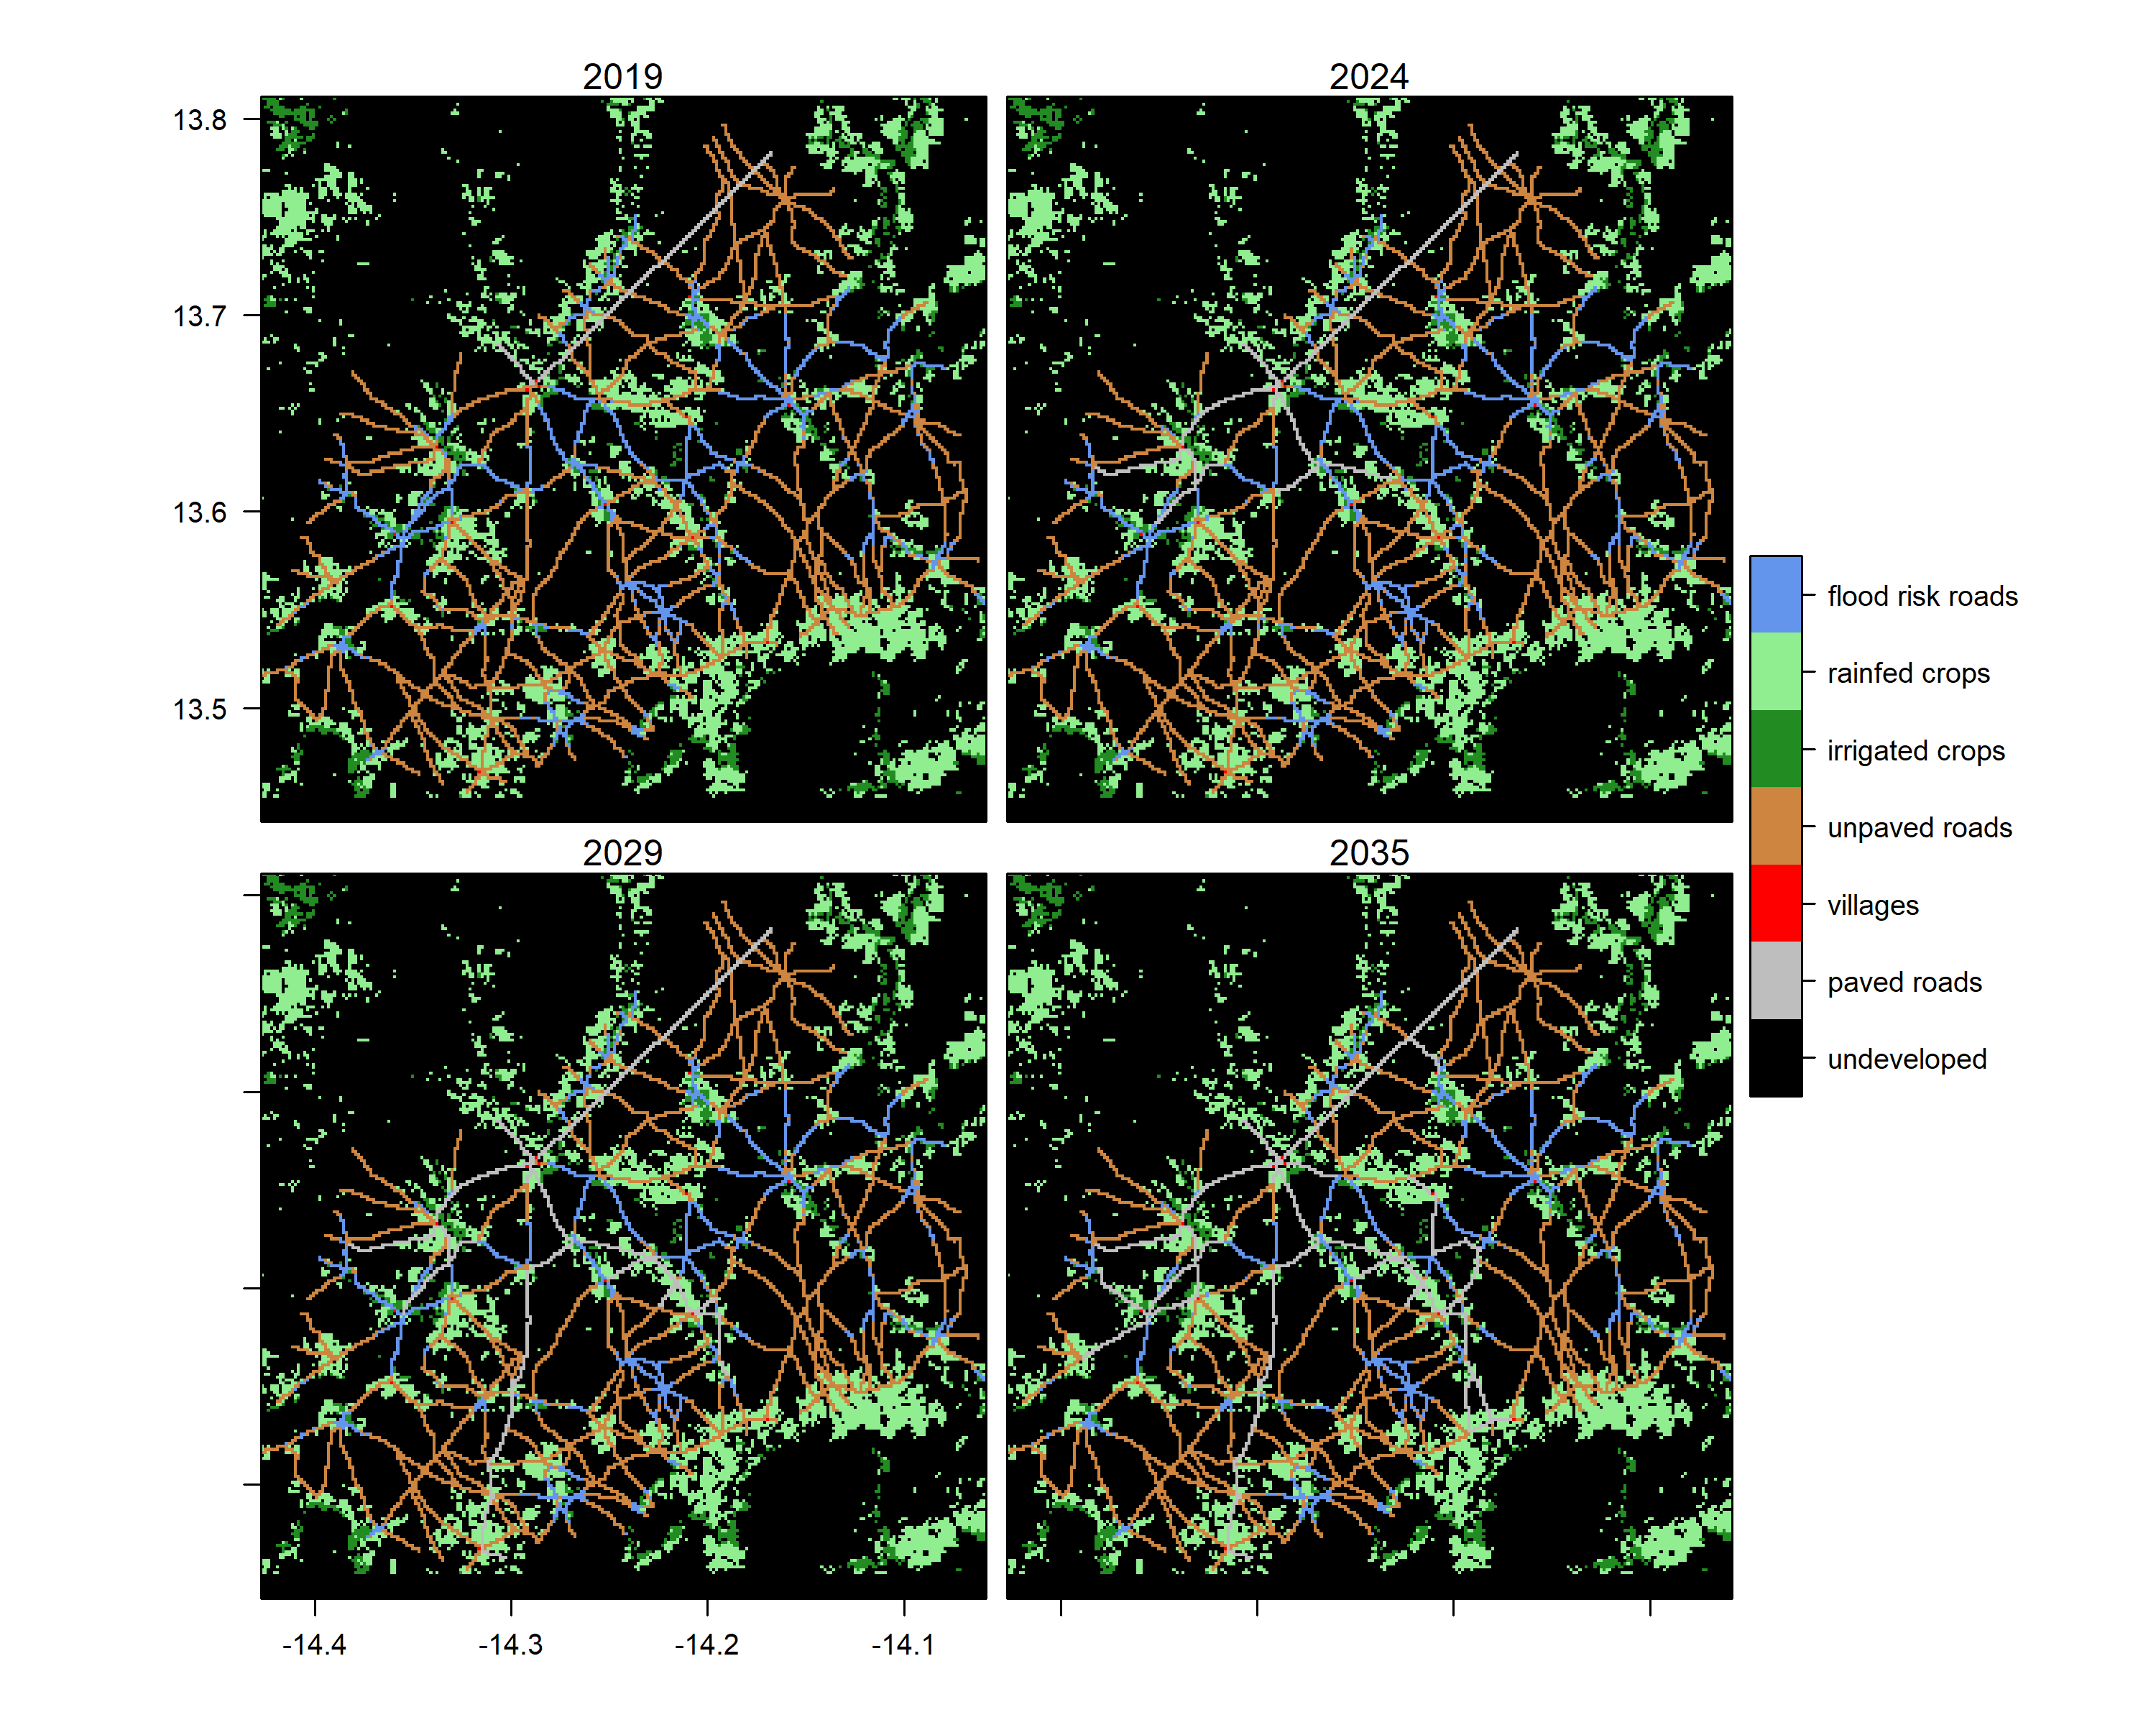 2019
2024
13.8
13.7
13.6
13.5
flood risk roads
rainfed crops
irrigated crops
unpaved roads
villages
paved roads
undeveloped
2029
2035
-14.4
-14.3
-14.2
-14.1